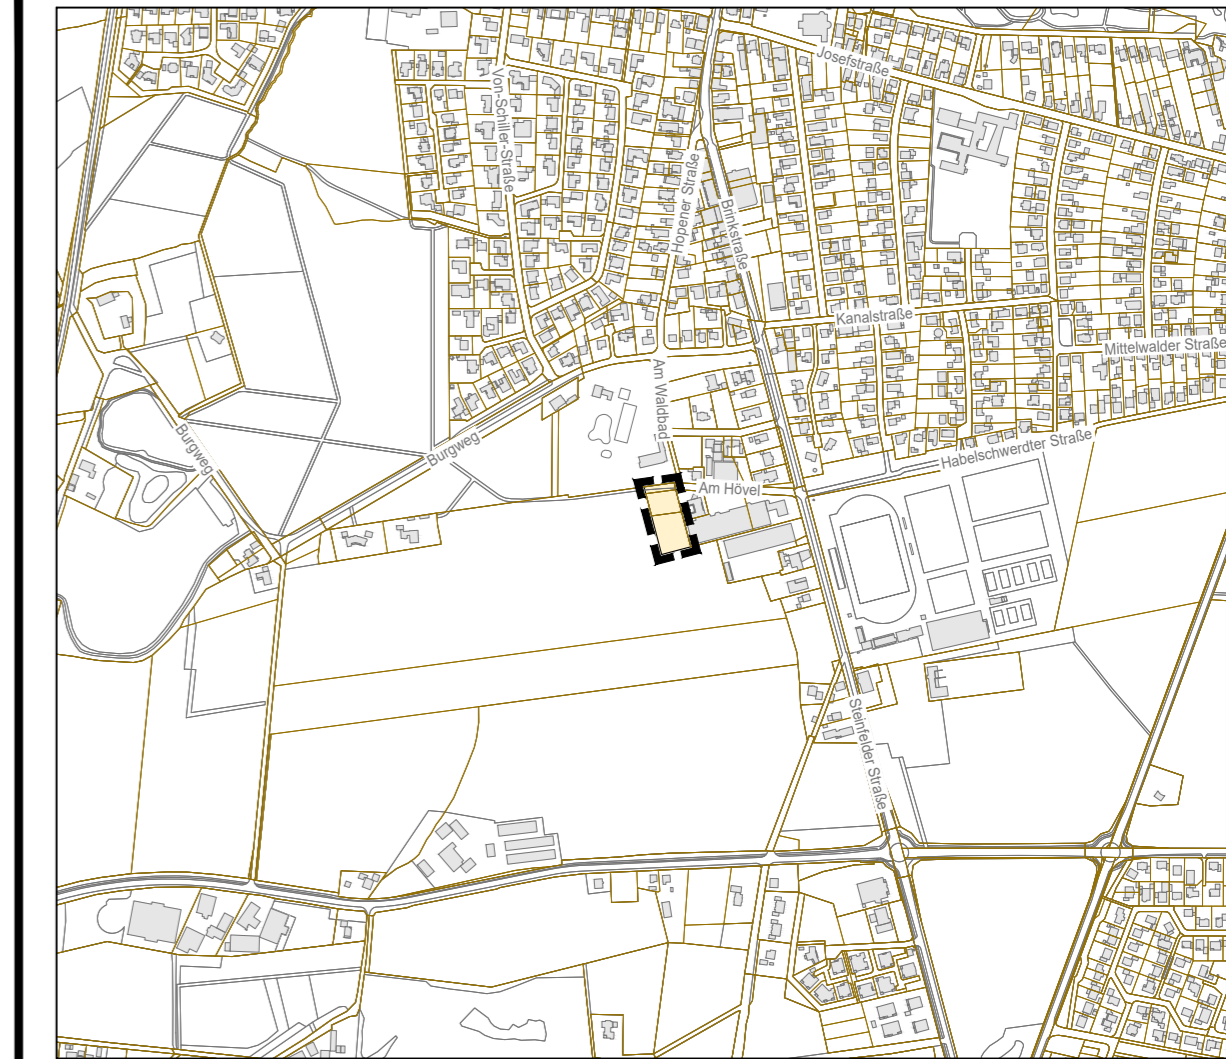 Josefstraße
Von-Schiller-Straße
Hopener Straße
Brinkstraße
Kanalstraße
Mittelwalder Straße
Am Waldbad
Burgweg
Burgweg
Habelschwerdter Straße
Am Hövel
Steinfelder Straße